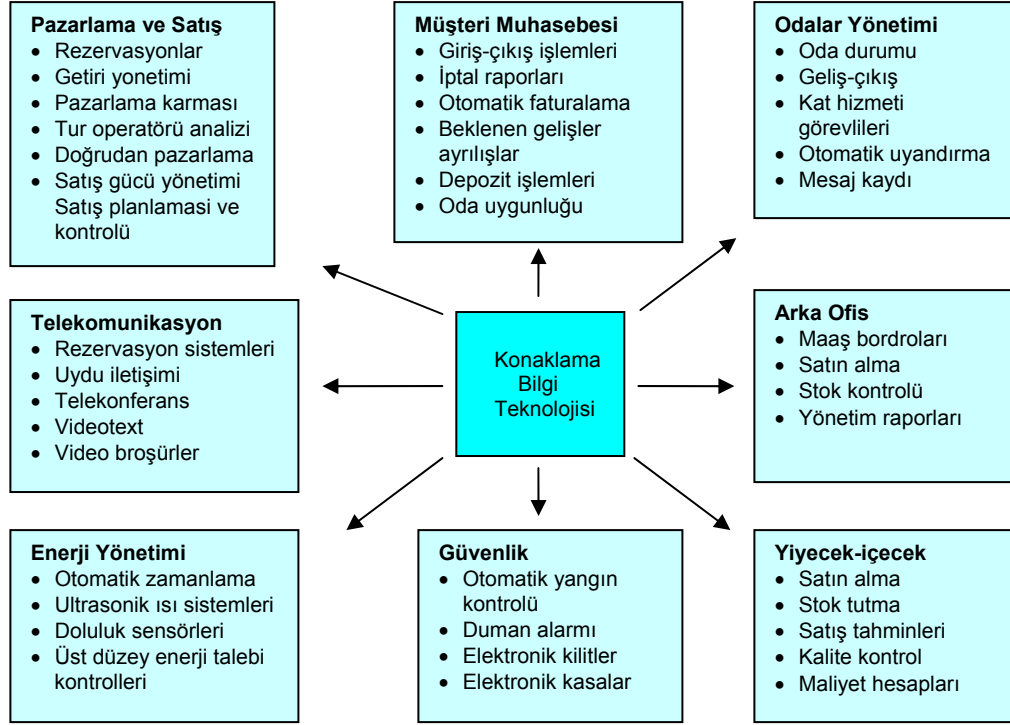 Pazarlama ve Satış
• Rezervasyonlar
• Getiri yonetimi
• Pazarlama karması
• Tur operatörü analizi
• Doğrudan pazarlama
• Satış gücü yönetimi
Satış planlamasi ve
kontrolü
Müşteri Muhasebesi
• Giriş-çıkış işlemleri
• İptal raporları
• Otomatik faturalama
• Beklenen gelişler
ayrılışlar
• Depozit işlemleri
• Oda uygunluğu
Odalar Yönetimi
• Oda durumu
• Geliş-çıkış
• Kat hizmeti
görevlileri
• Otomatik uyandırma
• Mesaj kaydı
Telekomunikasyon
• Rezervasyon sistemleri
• Uydu iletişimi
• Telekonferans
• Videotext
• Video broşürler
Konaklama
Bilgi
Teknolojisi
Arka Ofis
• Maaş bordroları
• Satın alma
• Stok kontrolü
• Yönetim raporları
Enerji Yönetimi
• Otomatik zamanlama
• Ultrasonik ısı sistemleri
• Doluluk sensörleri
• Üst düzey enerji talebi
kontrolleri
Güvenlik
• Otomatik yangın
kontrolü
• Duman alarmı
• Elektronik kilitler
• Elektronik kasalar
Yiyecek-içecek
• Satın alma
• Stok tutma
• Satış tahminleri
• Kalite kontrol
• Maliyet hesapları